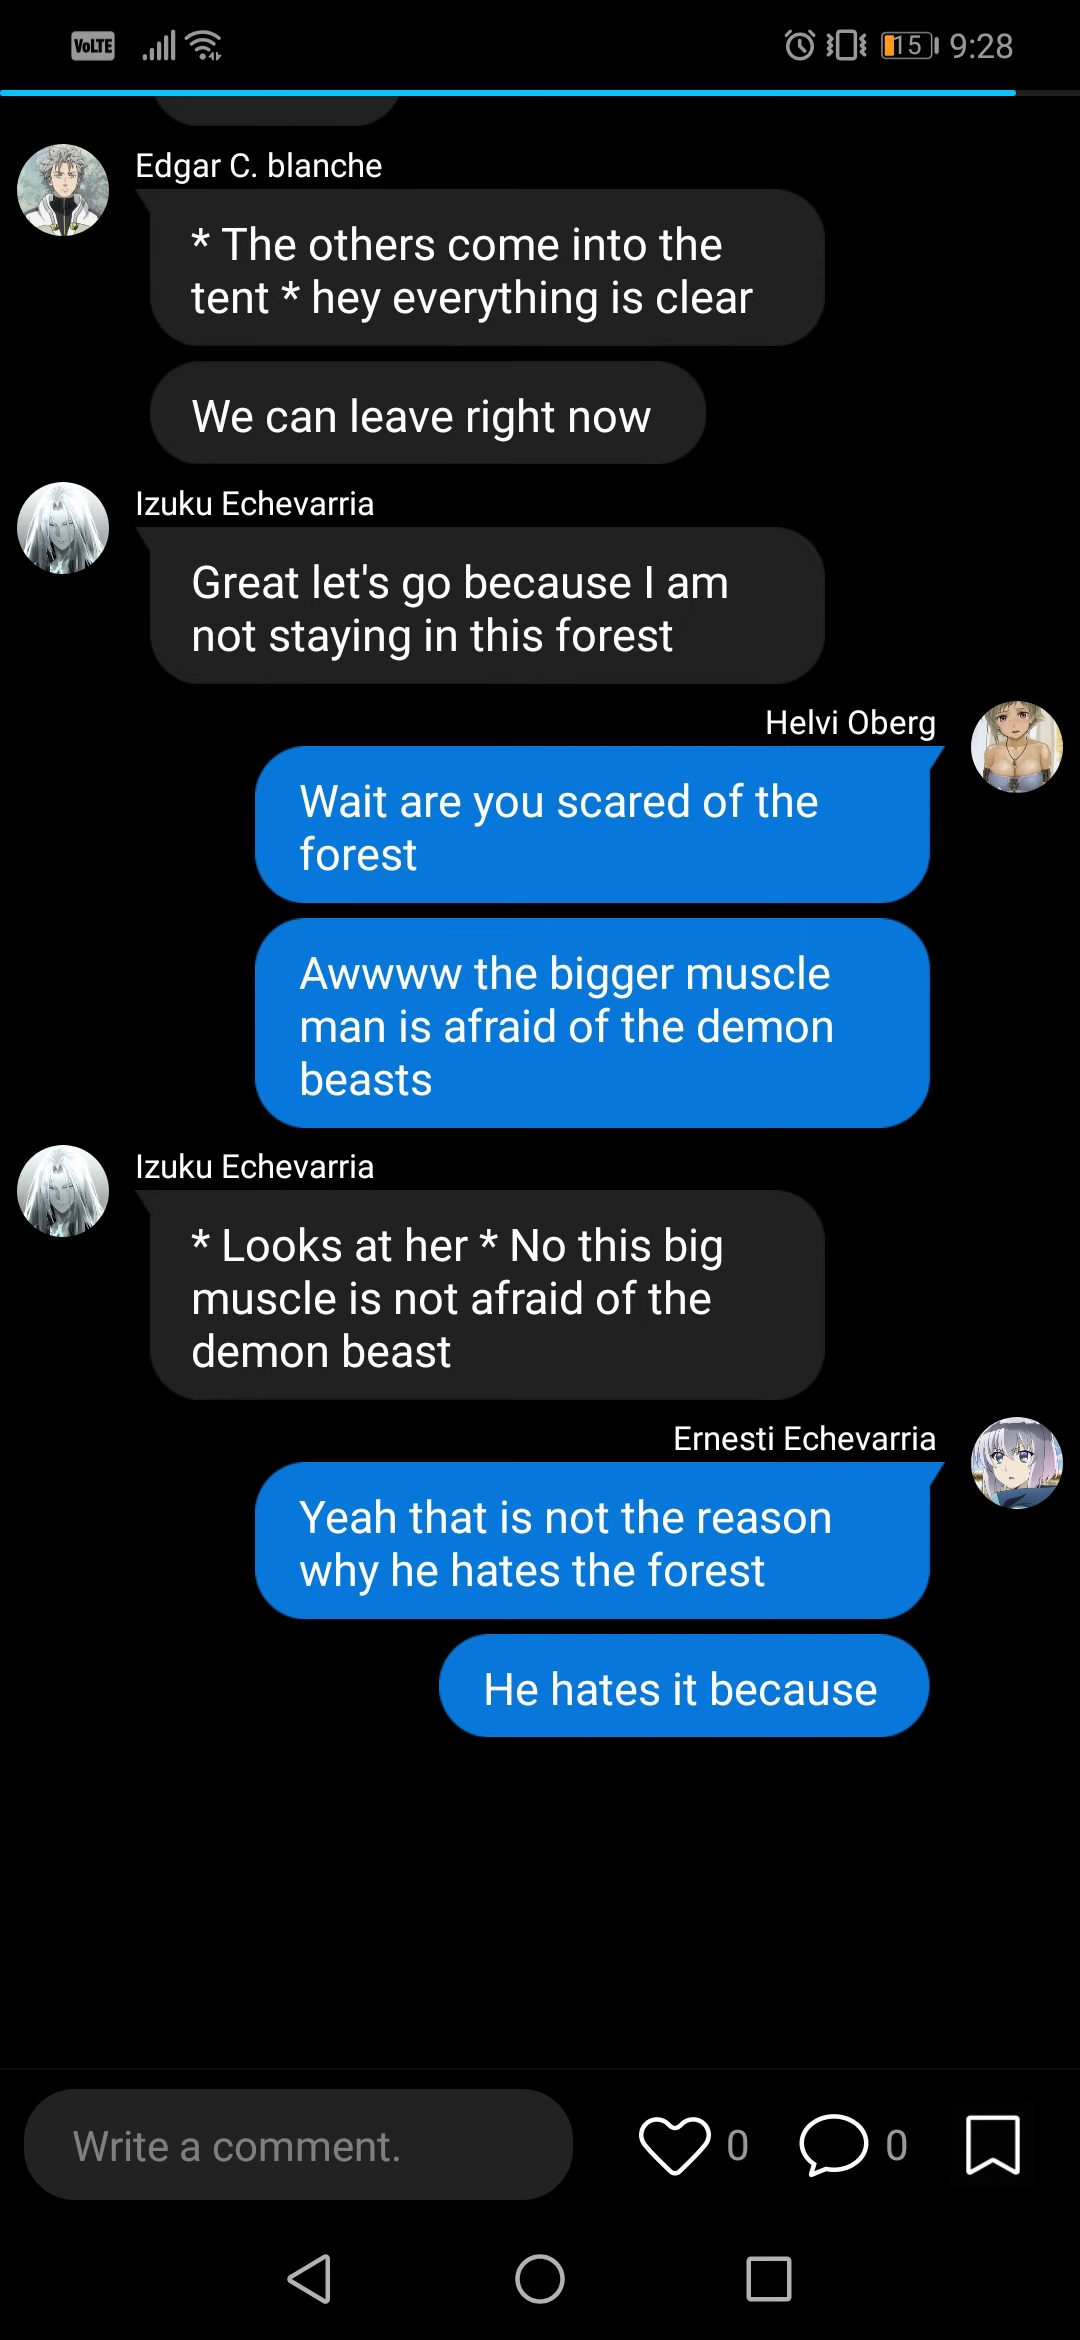 VoLTE
15 9:28
Edgar C. blanche
* The others come into the
tent * hey everything is clear
We can leave right now
Izuku Echevarria
Great let's go because I am
not staying in this forest
Helvi Oberg
Wait are you scared of the
forest
Awwww the bigger muscle
man is afraid of the demon
beasts
Izuku Echevarria
* Looks at her * No this big
muscle is not afraid of the
demon beast
Ernesti Echevarria
Yeah that is not the reason
why he hates the forest
He hates it because
Write a comment.
0
0